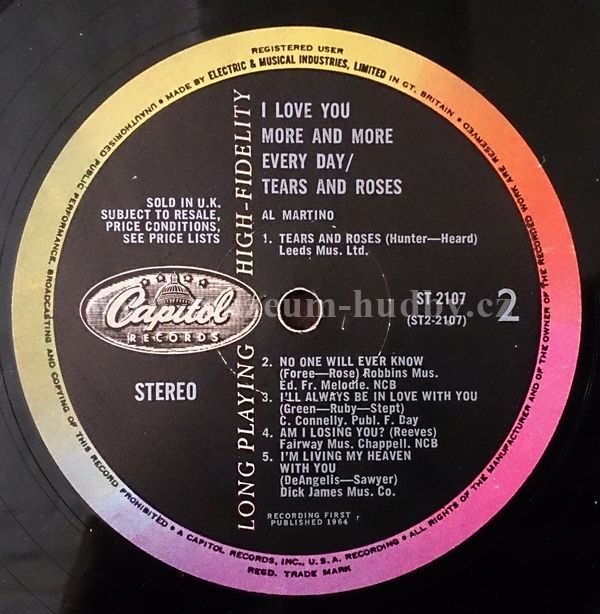 REGISTERED USER
UNAUTHORISED PUBLIC PERFORMANCE, BROADCASTING AND COPYING OF THIS RECORD PROHIBITED • A CAPITOL RECORDS, INC., U.S.A. RECORDING • ALL RIGHTS OF THE MANUFACTURER AND OF THE OWNER OF THE RECORDED WORK ARE RESERVED
• MADE BY ELECTRIC & MUSICAL INDUSTRIES, LIMITED IN GT. BRITAIN •
REGD. TRADE MARK
LONG PLAYING HIGH-FIDELITY
I LOVE YOU
MORE AND MORE
EVERY DAY/
TEARS AND ROSES
SOLD IN U.K.
SUBJECT TO RESALE,
PRICE CONDITIONS,
SEE PRICE LISTS
AL MARTINO
1. TEARS AND ROSES (Hunter—Heard)
Leeds Mus. Ltd.
Capitol
RECORDS
ST-2107
(ST2-2107)
2
STEREO
2. NO ONE WILL EVER KNOW
(Foree—Rose) Robbins Mus.
Ed. Fr. Melodie. NCB
3. I'LL ALWAYS BE IN LOVE WITH YOU
(Green—Ruby—Stept)
C. Connelly. Publ. F. Day
4. AM I LOSING YOU? (Reeves)
Fairway Mus. Chappell. NCB
5. I'M LIVING MY HEAVEN
WITH YOU
(DeAngelis—Sawyer)
Dick James Mus. Co.
RECORDING FIRST
PUBLISHED 1964